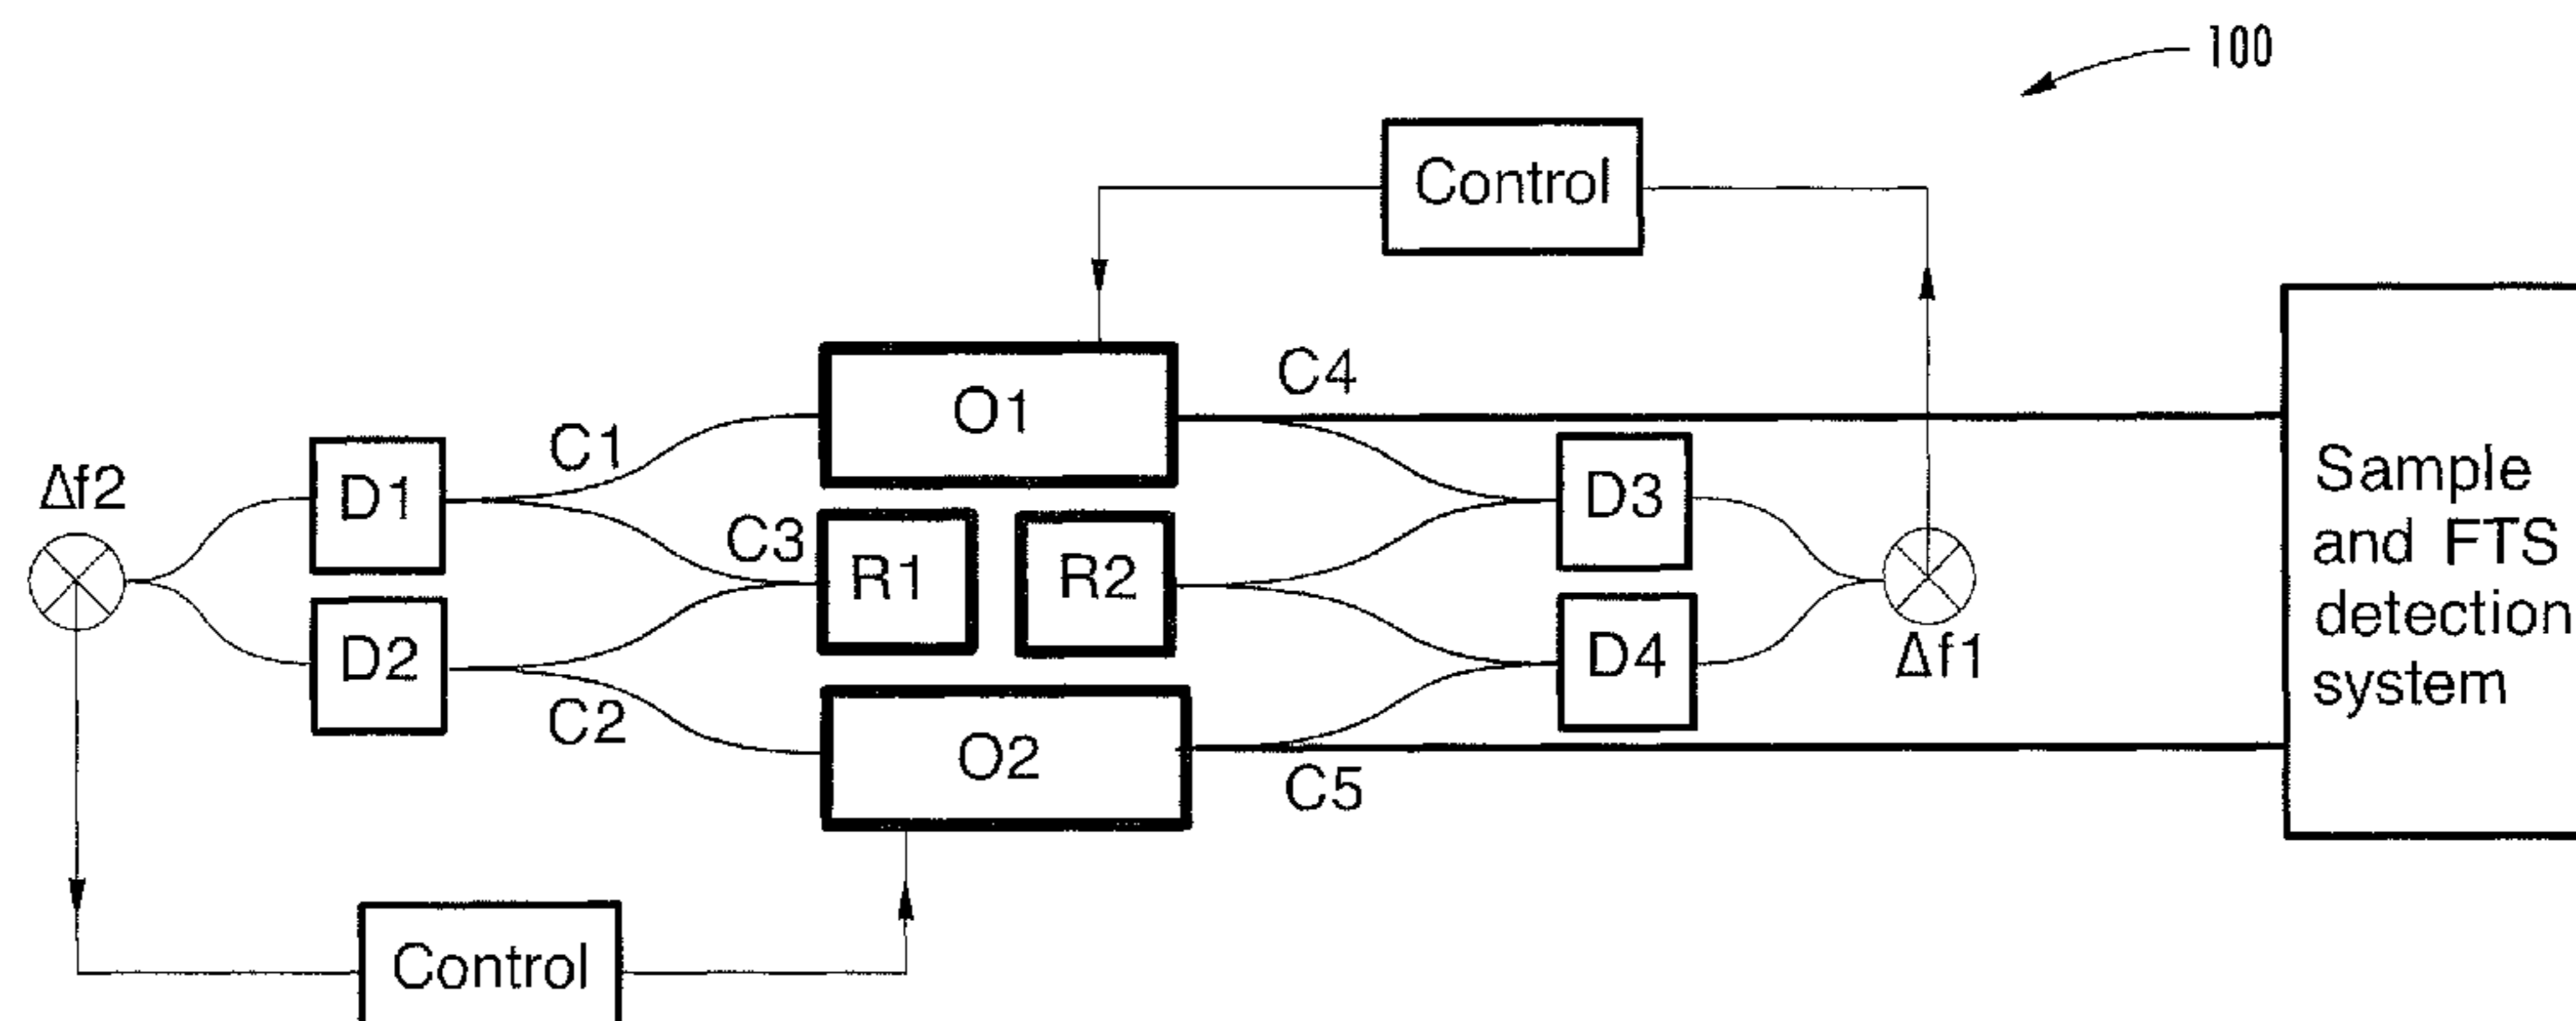 100
Control
C4
O1
C1
Δf2
D1
C3
R1
R2
D3
Sample
and FTS
detection
system
D2
D4
Δf1
C2
O2
C5
Control